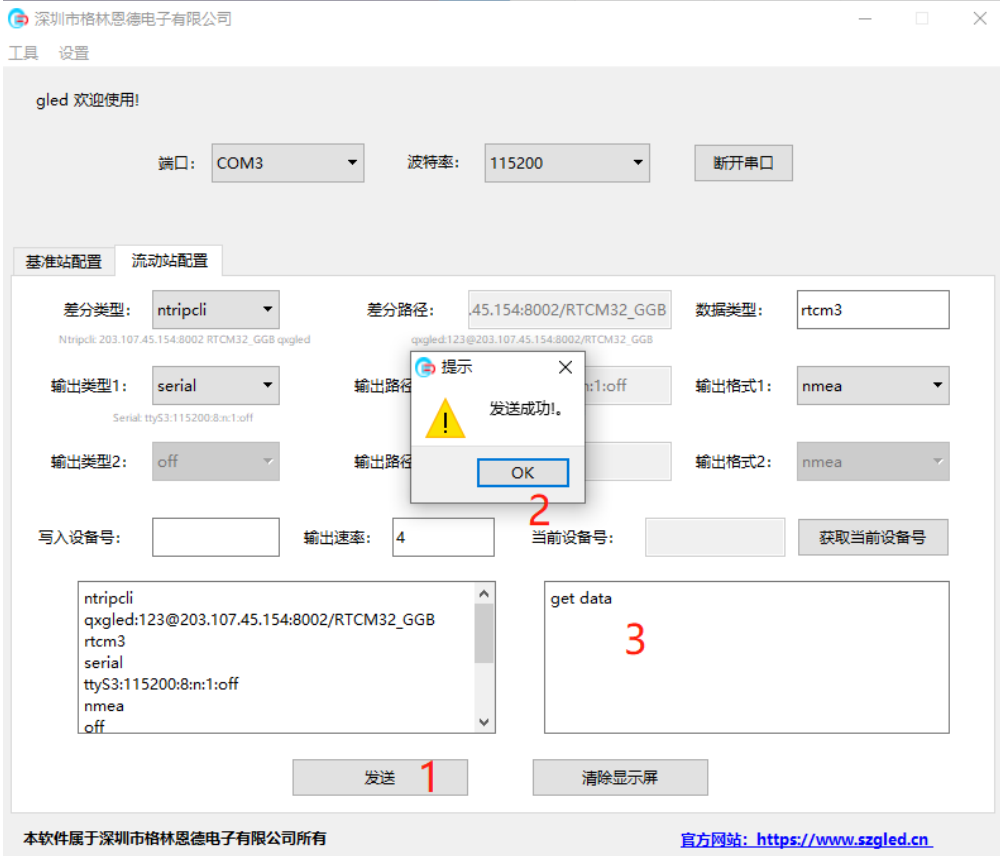 深圳市格林恩德电子有限公司
工具 设置
gled 欢迎使用!
端口: COM3 波特率: 115200 断开串口
基准站配置 流动站配置
差分类型: ntripcli 差分路径: .45.154:8002/RTCM32_GGB 数据类型: rtcm3
Ntripcli: 203.107.45.154:8002 RTCM32_GGB qxgled qxgled:123@203.107.45.154:8002/RTCM32_GGB
提示
输出类型1: serial 输出路径 n:1:off 输出格式1: nmea
发送成功!。
Serial: ttyS3:115200:8:n:1:off
输出类型2: off 输出路径 输出格式2: nmea
OK
2
写入设备号: 输出速率: 4 当前设备号: 获取当前设备号
ntripcli
qxgled:123@203.107.45.154:8002/RTCM32_GGB
rtcm3
serial
ttyS3:115200:8:n:1:off
nmea
off
get data
3
发送 1 清除显示屏
本软件属于深圳市格林恩德电子有限公司所有 官方网站: https://www.szgled.cn